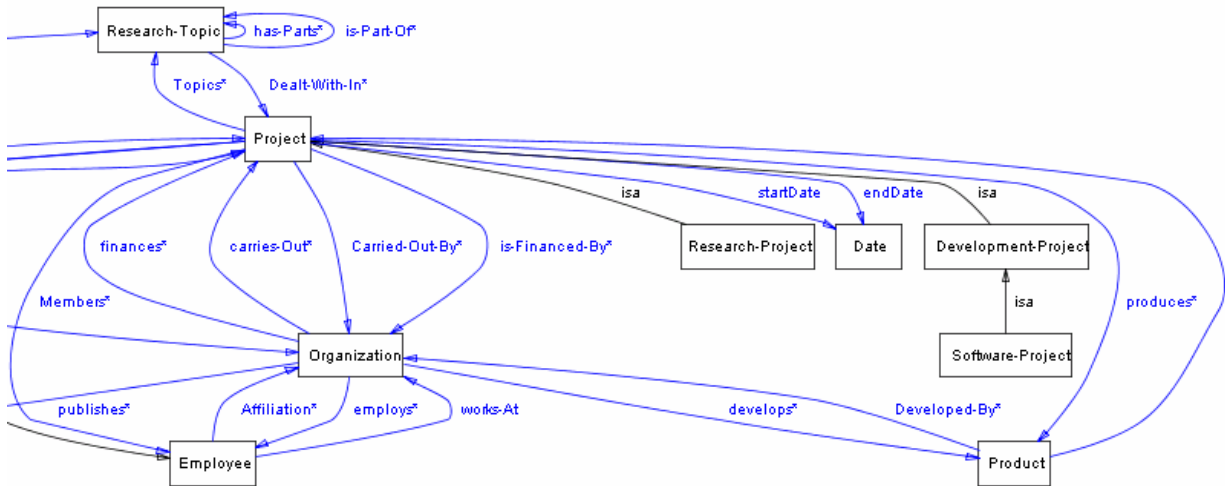 Research-Topic
has-Parts*
is-Part-Of*
Topics*
Dealt-With-In*
Project
isa
startDate
endDate
isa
finances*
carries-Out*
Carried-Out-By*
is-Financed-By*
Research-Project
Date
Development-Project
Members*
isa
produces*
Organization
Software-Project
publishes*
Affiliation*
employs*
works-At
develops*
Developed-By*
Employee
Product